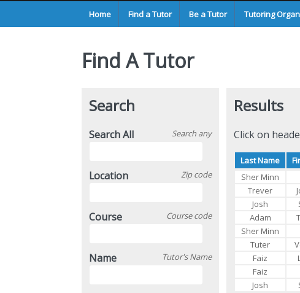 Home Find a Tutor Be a Tutor Tutoring Organ
Find A Tutor
Search
Search All Search any
Location Zip code
Course Course code
Name Tutor's Name
Results
Click on heade
Last Name Fi
Sher Minn
Trever J
Josh S
Adam T
Sher Minn
Tuter V
Faiz L
Faiz
Josh S